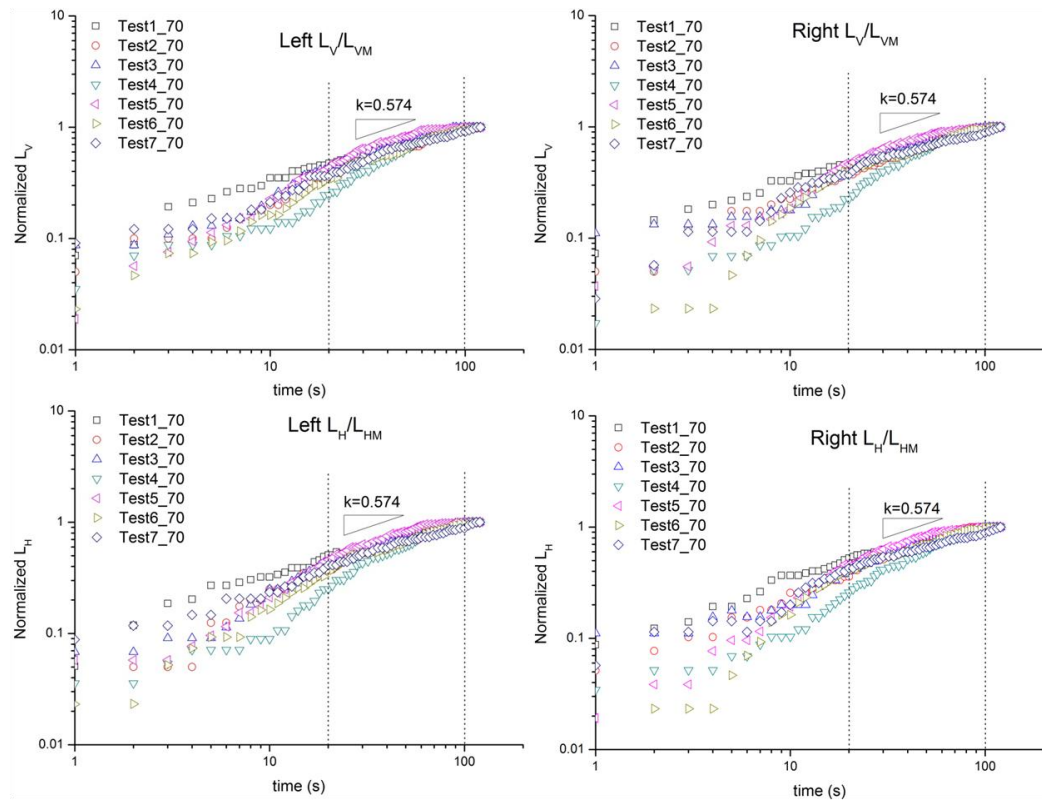 10
1
0.1
0.01
Normalized L_V
Test1_70
Test2_70
Test3_70
Test4_70
Test5_70
Test6_70
Test7_70
Left L_V/L_VM
k=0.574
1
10
100
time (s)
10
1
0.1
0.01
Normalized L_V
Test1_70
Test2_70
Test3_70
Test4_70
Test5_70
Test6_70
Test7_70
Right L_V/L_VM
k=0.574
1
10
100
time (s)
10
1
0.1
0.01
Normalized L_H
Test1_70
Test2_70
Test3_70
Test4_70
Test5_70
Test6_70
Test7_70
Left L_H/L_HM
k=0.574
1
10
100
time (s)
10
1
0.1
0.01
Normalized L_H
Test1_70
Test2_70
Test3_70
Test4_70
Test5_70
Test6_70
Test7_70
Right L_H/L_HM
k=0.574
1
10
100
time (s)